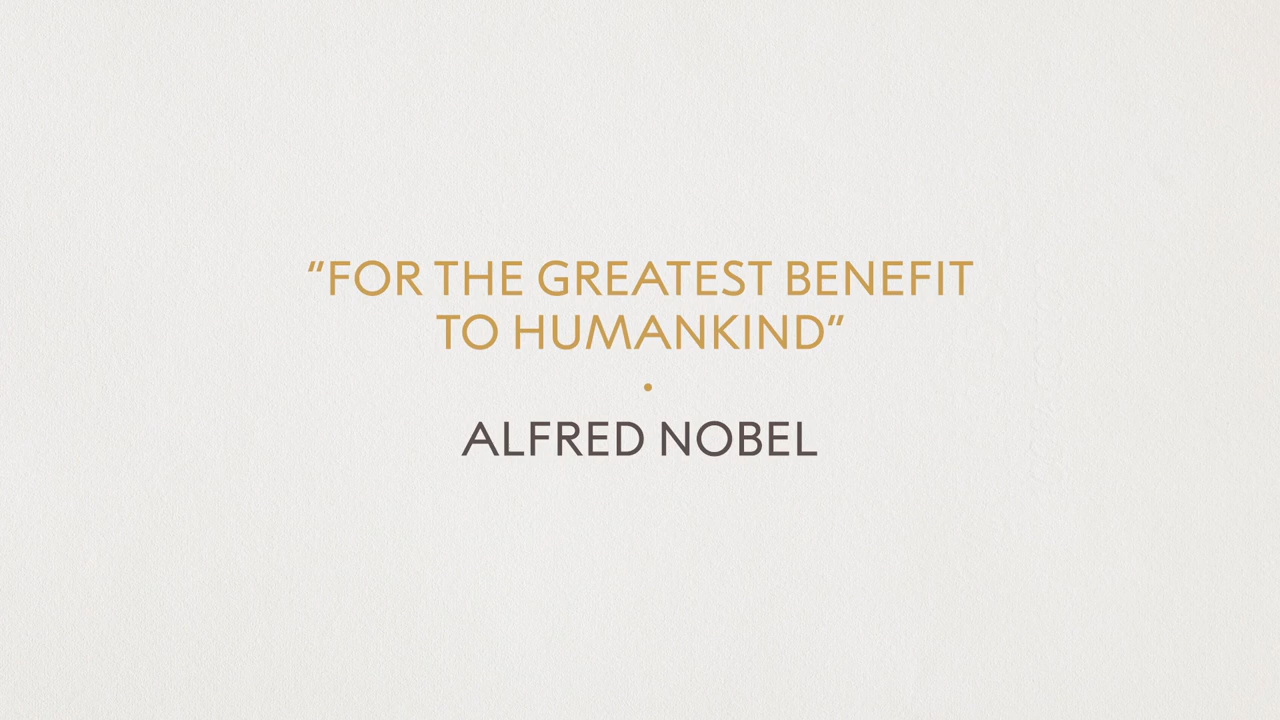 “FOR THE GREATEST BENEFIT
TO HUMANKIND”
•
ALFRED NOBEL